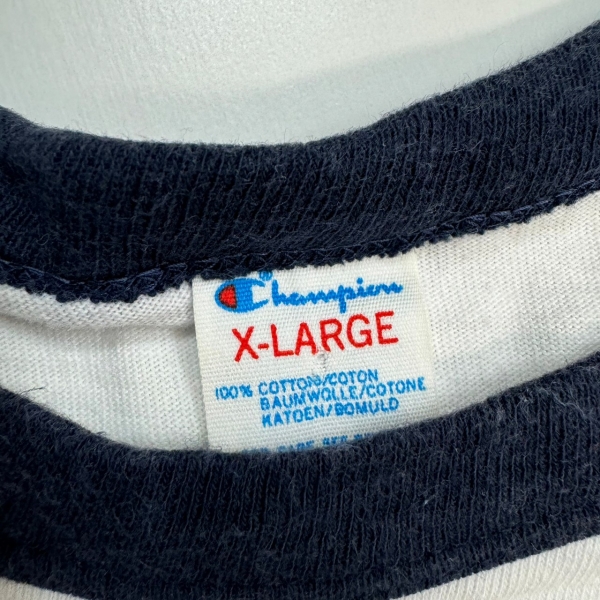 Champion®
X-LARGE
100% COTTON/COTON
BAUMWOLLE/COTONE
KATOEN/BOMULD